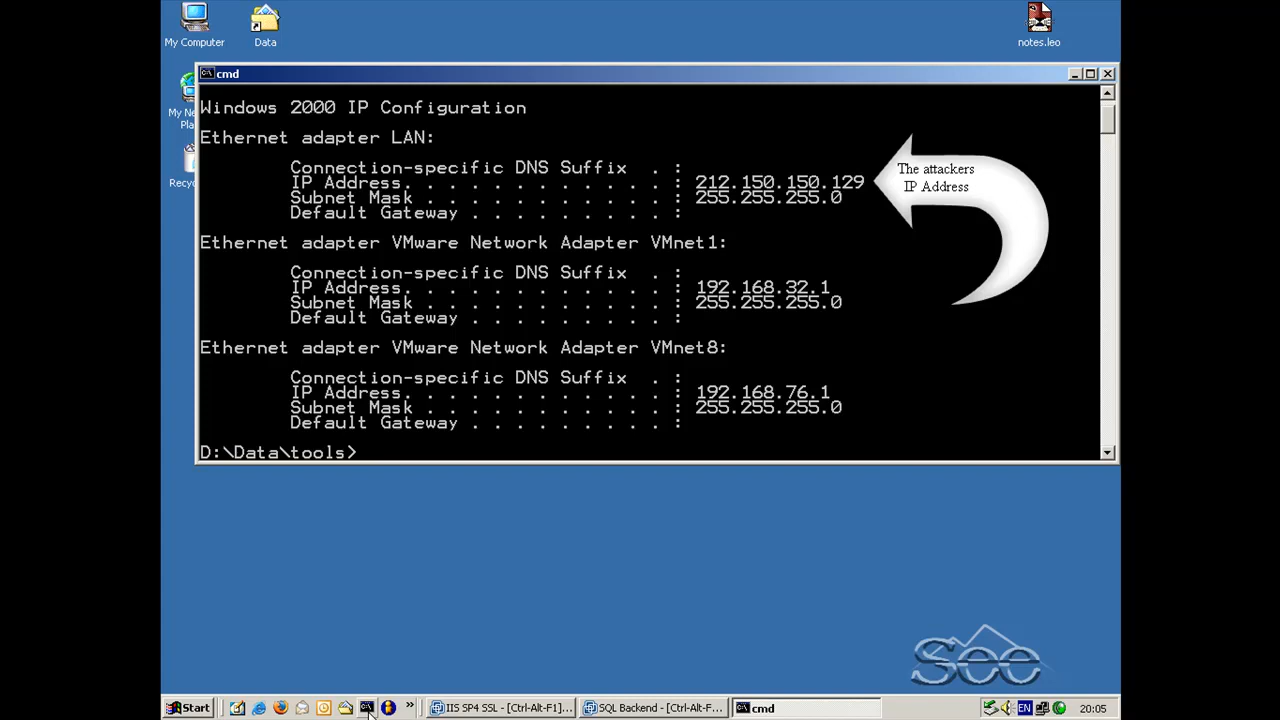 My Computer
Data
notes.leo
cmd
My Ne
Pla
Recyc
Windows 2000 IP Configuration
Ethernet adapter LAN:
Connection-specific DNS Suffix  . :
IP Address. . . . . . . . . . . . : 212.150.150.129
Subnet Mask . . . . . . . . . . . : 255.255.255.0
Default Gateway . . . . . . . . . :
The attackers
IP Address
Ethernet adapter VMware Network Adapter VMnet1:
Connection-specific DNS Suffix  . :
IP Address. . . . . . . . . . . . : 192.168.32.1
Subnet Mask . . . . . . . . . . . : 255.255.255.0
Default Gateway . . . . . . . . . :
Ethernet adapter VMware Network Adapter VMnet8:
Connection-specific DNS Suffix  . :
IP Address. . . . . . . . . . . . : 192.168.76.1
Subnet Mask . . . . . . . . . . . : 255.255.255.0
Default Gateway . . . . . . . . . :
D:\Data\tools>
See
Start
IIS SP4 SSL - [Ctrl-Alt-F1]...
SQL Backend - [Ctrl-Alt-F...
cmd
EN
20:05